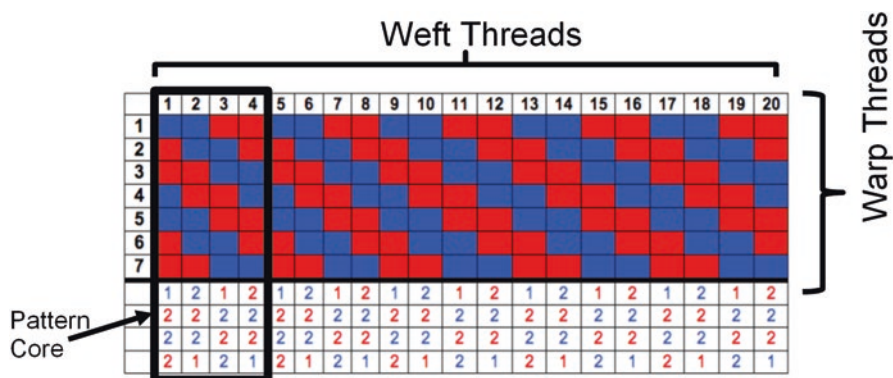 Weft Threads
Warp Threads
1 2 3 4 5 6 7 8 9 10 11 12 13 14 15 16 17 18 19 20
1
2
3
4
5
6
7
1 2 1 2 1 2 1 2 1 2 1 2 1 2 1 2 1 2 1 2
2 2 2 2 2 2 2 2 2 2 2 2 2 2 2 2 2 2 2 2
2 2 2 2 2 2 2 2 2 2 2 2 2 2 2 2 2 2 2 2
2 1 2 1 2 1 2 1 2 1 2 1 2 1 2 1 2 1 2 1
Pattern
Core